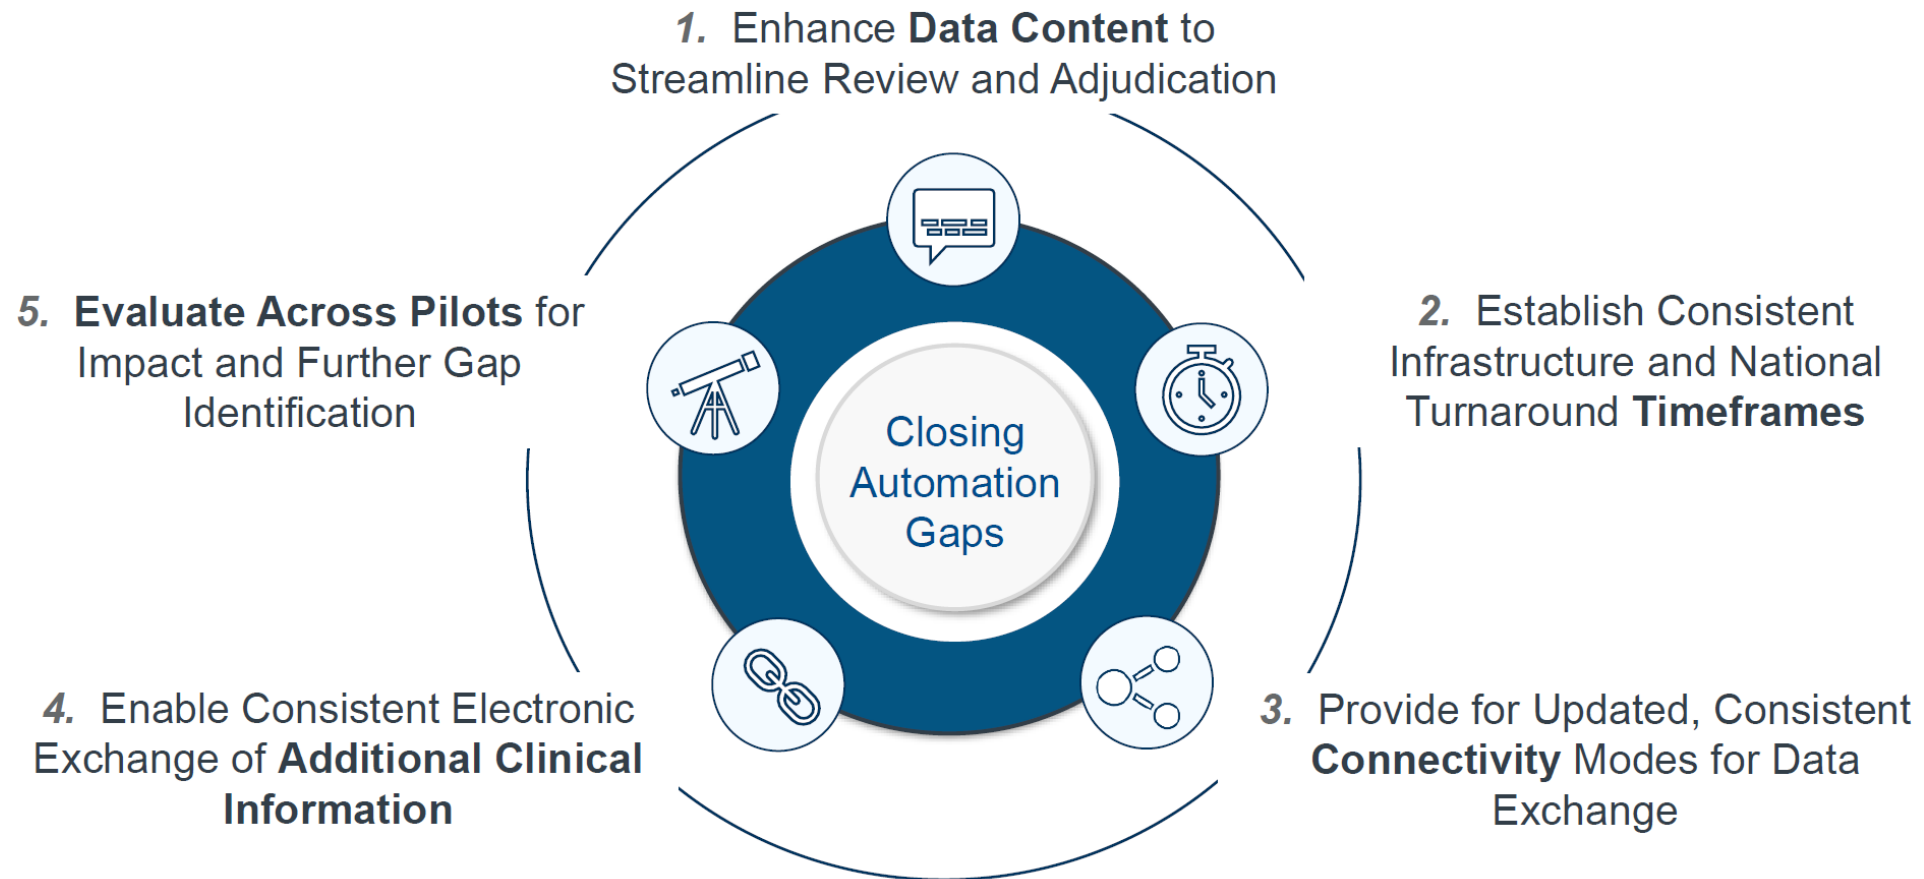 1. Enhance Data Content to
Streamline Review and Adjudication
2. Establish Consistent
Infrastructure and National
Turnaround Timeframes
3. Provide for Updated, Consistent
Connectivity Modes for Data
Exchange
4. Enable Consistent Electronic
Exchange of Additional Clinical
Information
5. Evaluate Across Pilots for
Impact and Further Gap
Identification
Closing
Automation
Gaps